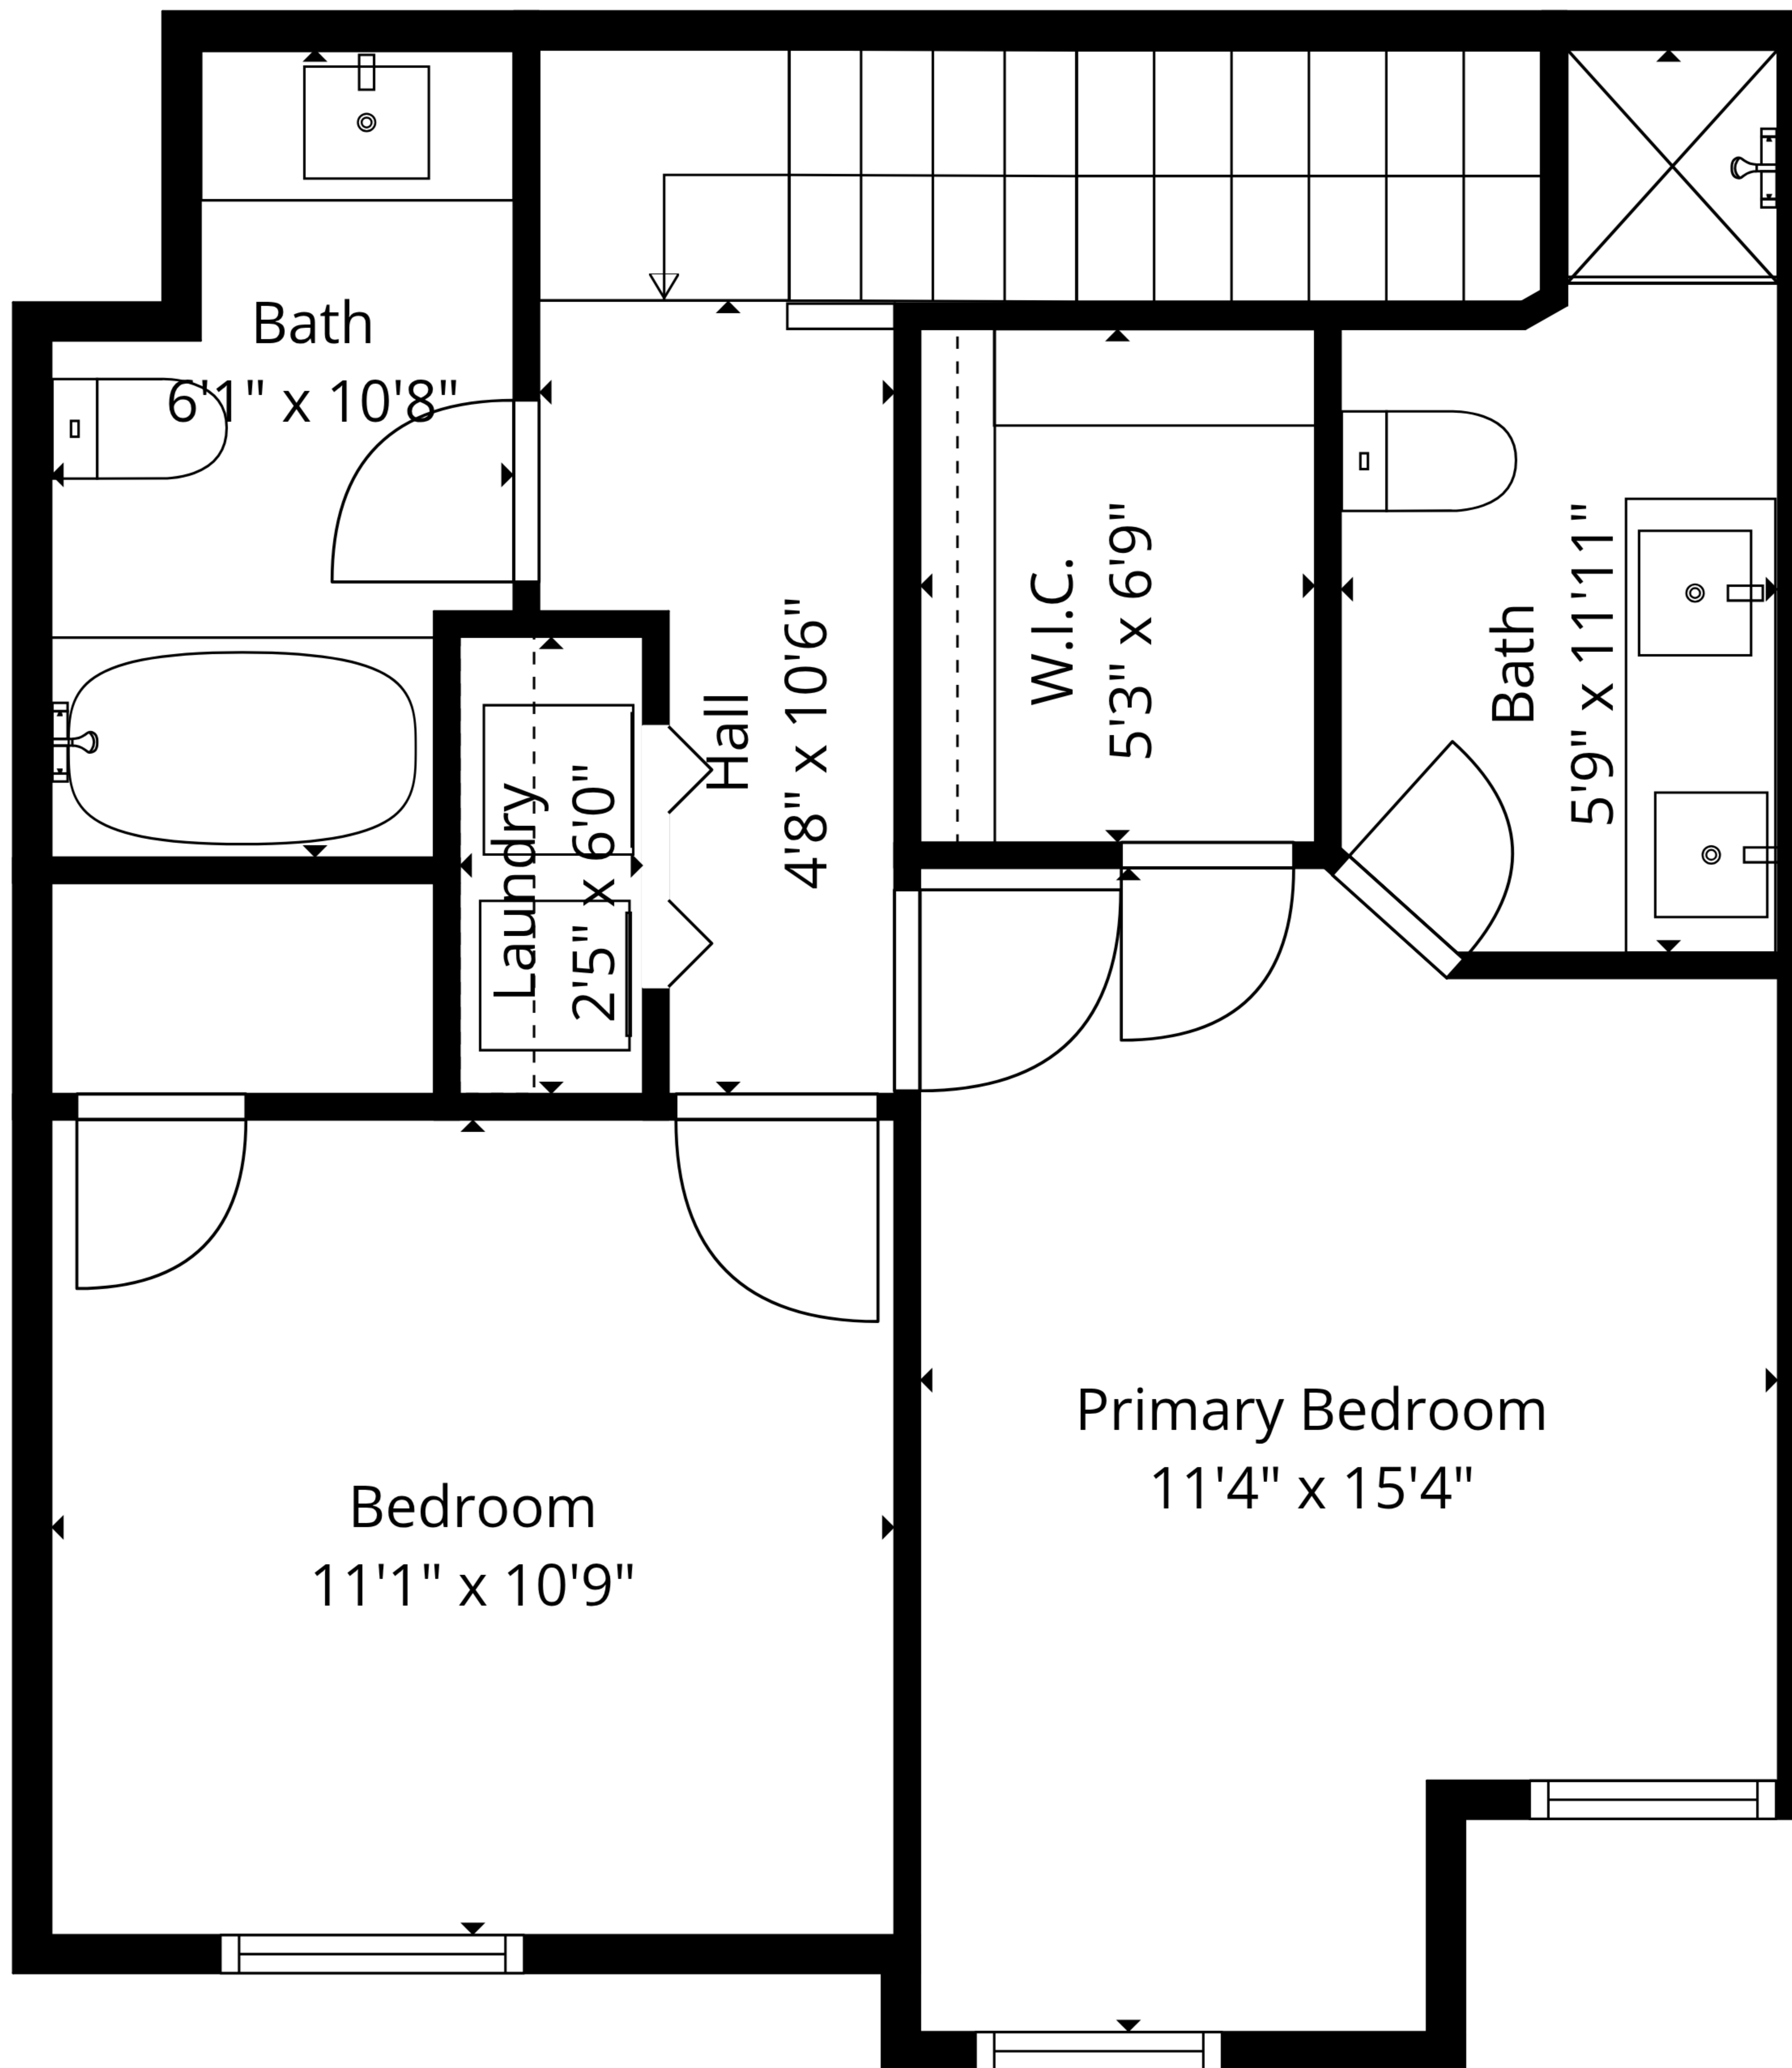 Bath
6'1" x 10'8"
Laundry
2'5" x 6'0"
Hall
4'8" x 10'6"
W.I.C.
5'3" x 6'9"
Bath
5'9" x 11'11"
Primary Bedroom
11'4" x 15'4"
Bedroom
11'1" x 10'9"